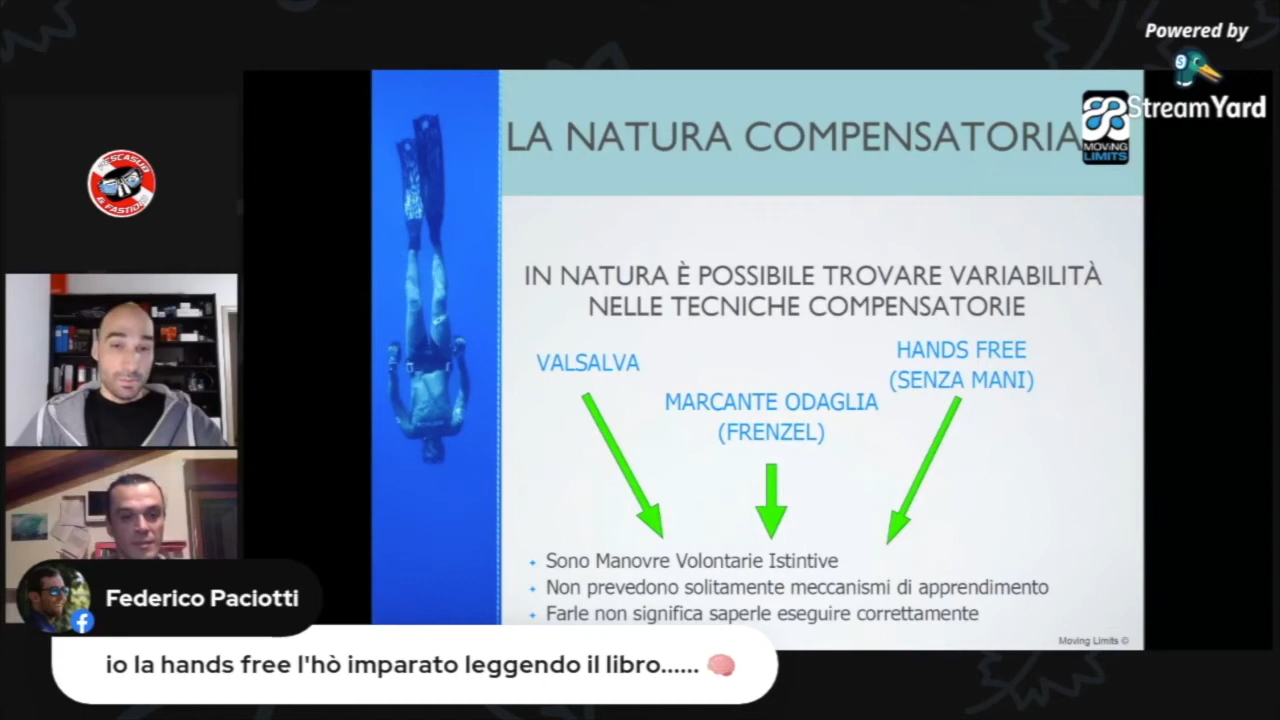 Powered by
StreamYard
PESCASUB
& FASTIDIO
LA NATURA COMPENSATORIA
MOVING
LIMITS
IN NATURA È POSSIBILE TROVARE VARIABILITÀ
NELLE TECNICHE COMPENSATORIE
VALSALVA
MARCANTE ODAGLIA
(FRENZEL)
HANDS FREE
(SENZA MANI)
Sono Manovre Volontarie Istintive
Non prevedono solitamente meccanismi di apprendimento
Farle non significa saperle eseguire correttamente
Moving Limits ©
Federico Paciotti
io la hands free l'hò imparato leggendo il libro...... 🧠